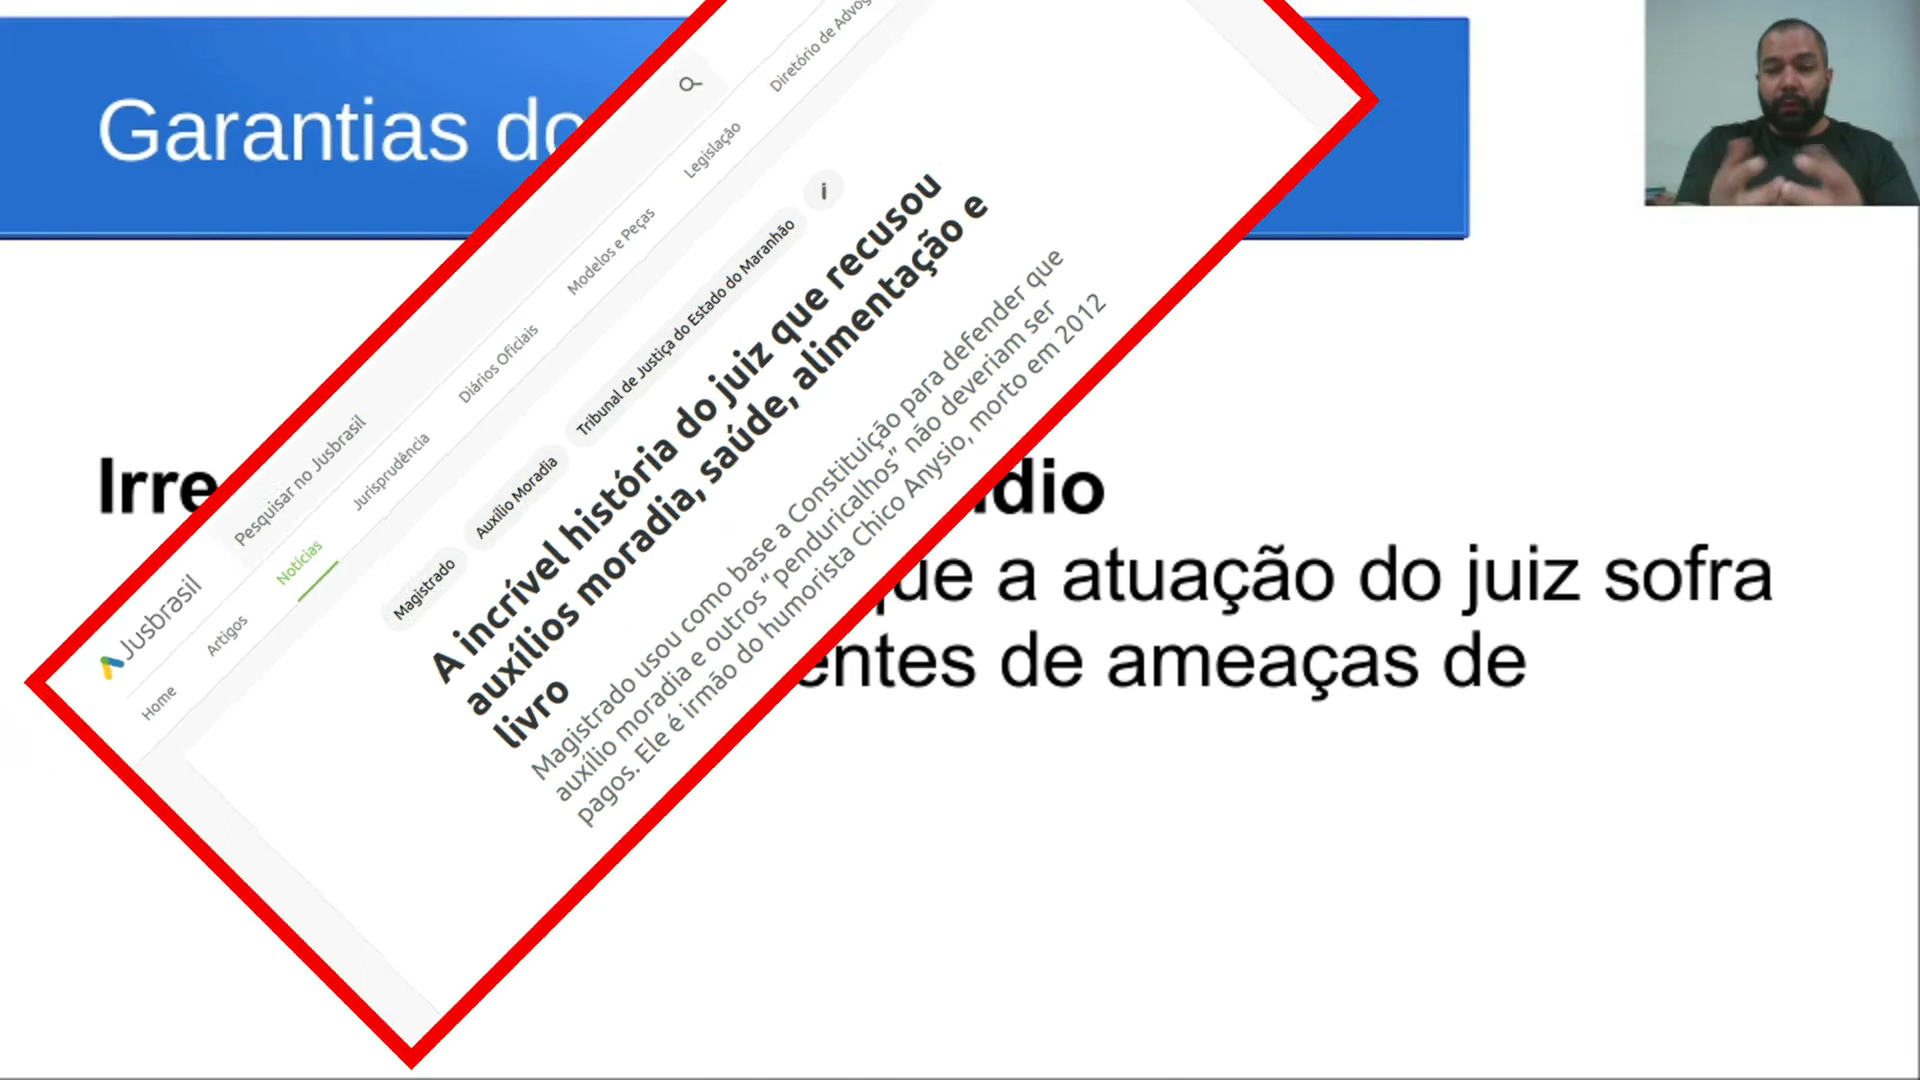 Garantias do
Irre
dio
ue a atuação do juiz sofra
entes de ameaças de
Jusbrasil
Pesquisar no Jusbrasil
Home
Artigos
Notícias
Jurisprudência
Diários Oficiais
Modelos e Peças
Legislação
Diretório de Advog
Magistrado
Auxílio Moradia
Tribunal de Justiça do Estado do Maranhão
i
A incrível história do juiz que recusou
auxílios moradia, saúde, alimentação e
livro
Magistrado usou como base a Constituição para defender que
auxílio moradia e outros “penduricalhos” não deveriam ser
pagos. Ele é irmão do humorista Chico Anysio, morto em 2012